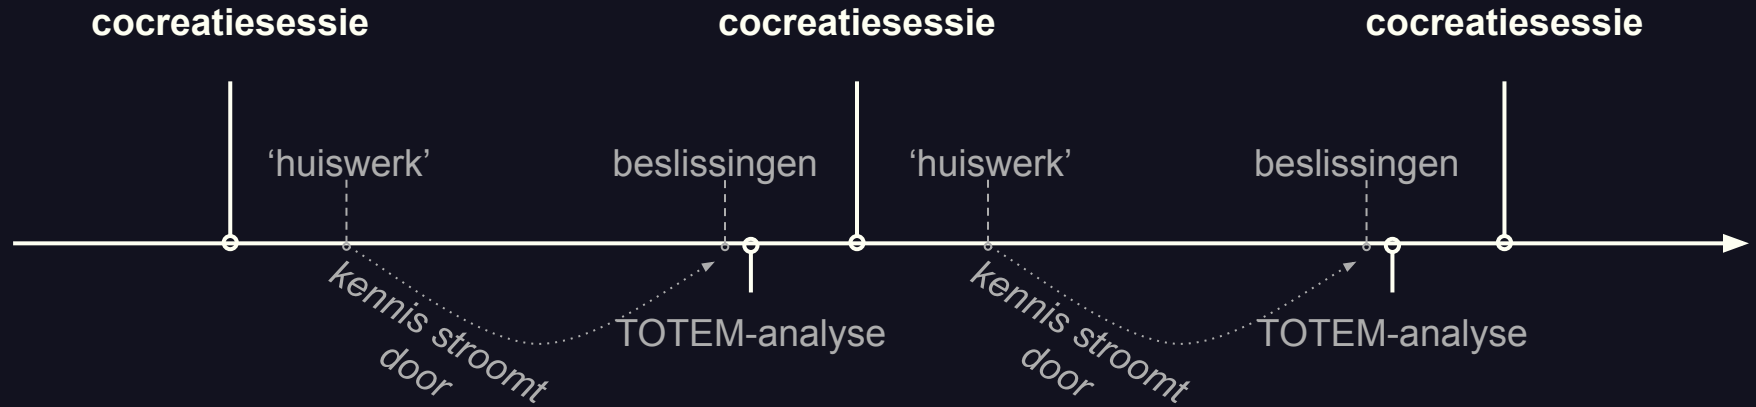 cocreatiesessie
cocreatiesessie
cocreatiesessie
‘huiswerk’
beslissingen
‘huiswerk’
beslissingen
kennis stroomt
door
TOTEM-analyse
kennis stroomt
door
TOTEM-analyse